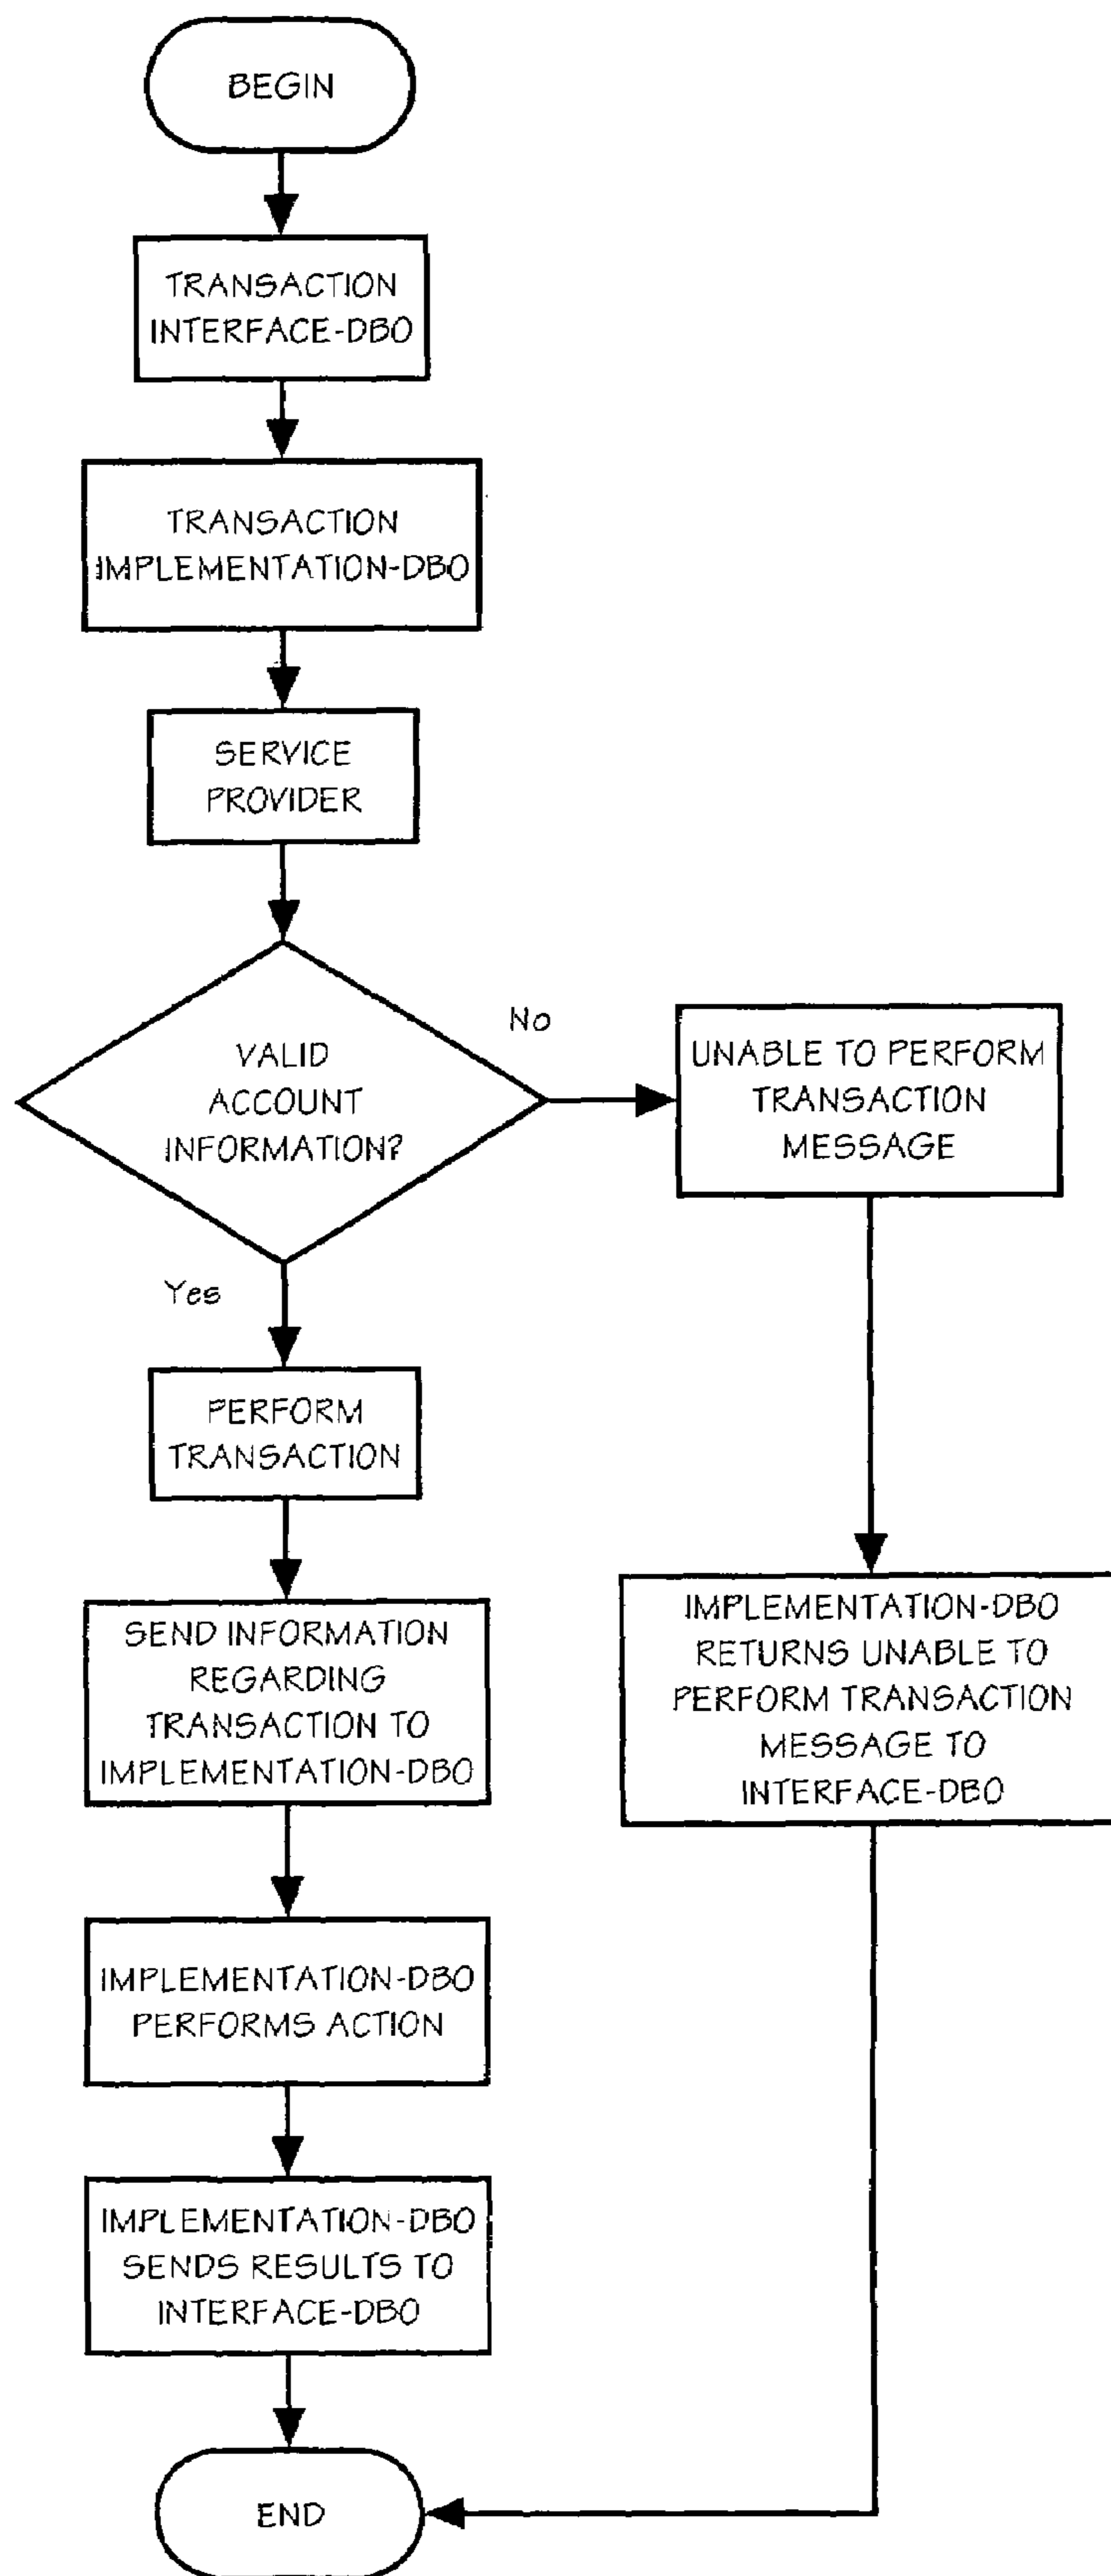 BEGIN
TRANSACTION
INTERFACE-DBO
TRANSACTION
IMPLEMENTATION-DBO
SERVICE
PROVIDER
VALID
ACCOUNT
INFORMATION?
No
UNABLE TO PERFORM
TRANSACTION
MESSAGE
Yes
PERFORM
TRANSACTION
SEND INFORMATION
REGARDING
TRANSACTION TO
IMPLEMENTATION-DBO
IMPLEMENTATION-DBO
RETURNS UNABLE TO
PERFORM TRANSACTION
MESSAGE TO
INTERFACE-DBO
IMPLEMENTATION-DBO
PERFORMS ACTION
IMPLEMENTATION-DBO
SENDS RESULTS TO
INTERFACE-DBO
END